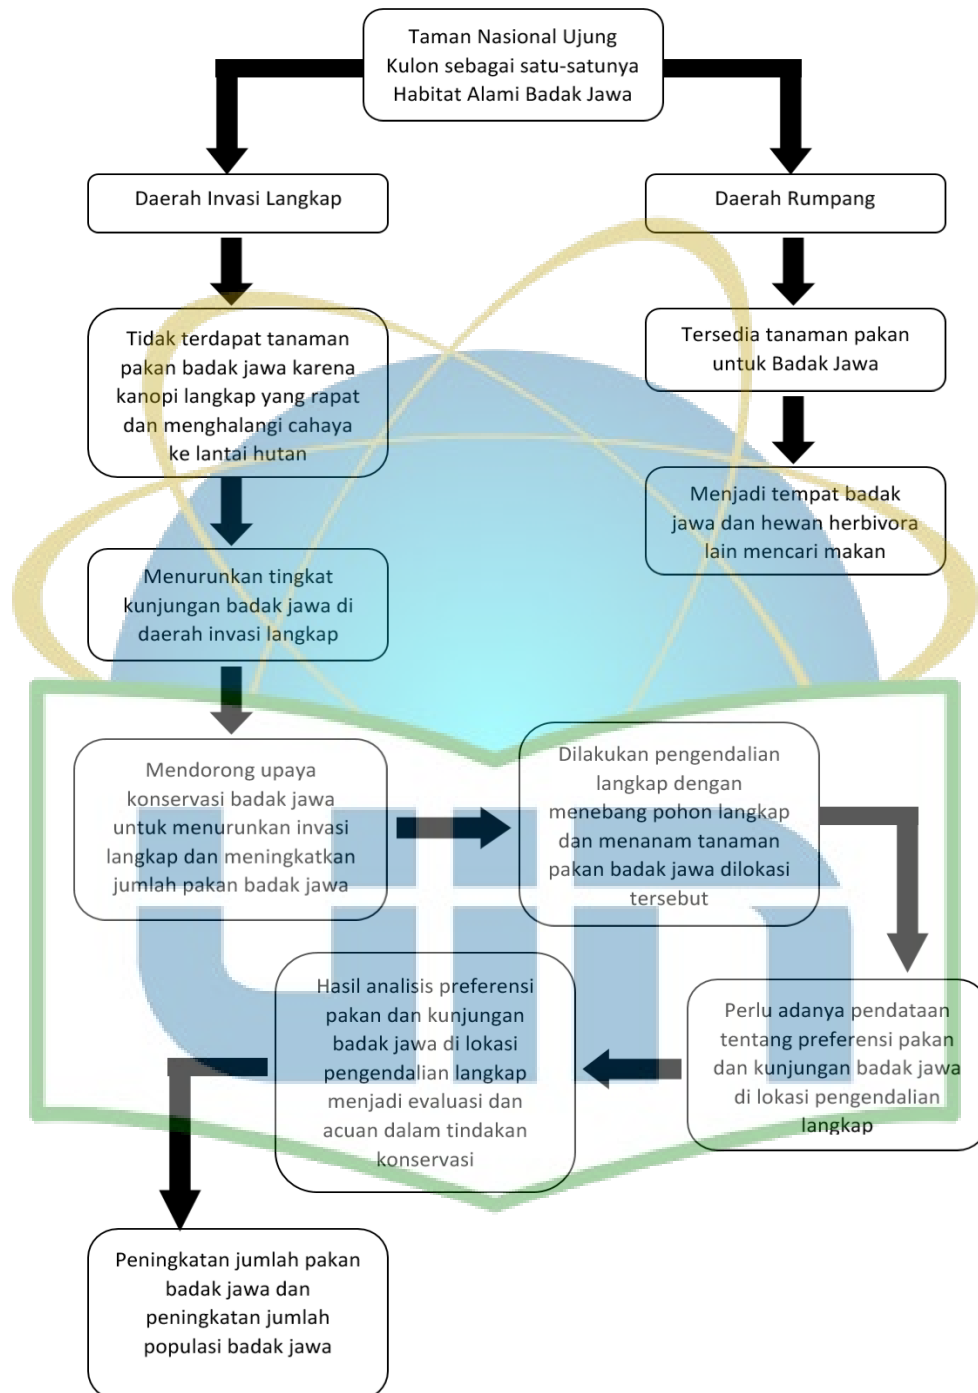 Taman Nasional Ujung
Kulon sebagai satu-satunya
Habitat Alami Badak Jawa
Daerah Invasi Langkap
Daerah Rumpang
Tidak terdapat tanaman
pakan badak jawa karena
kanopi langkap yang rapat
dan menghalangi cahaya
ke lantai hutan
Tersedia tanaman pakan
untuk Badak Jawa
Menjadi tempat badak
jawa dan hewan herbivora
lain mencari makan
Menurunkan tingkat
kunjungan badak jawa di
daerah invasi langkap
Mendorong upaya
konservasi badak jawa
untuk menurunkan invasi
langkap dan meningkatkan
jumlah pakan badak jawa
Dilakukan pengendalian
langkap dengan
menebang pohon langkap
dan menanam tanaman
pakan badak jawa dilokasi
tersebut
Perlu adanya pendataan
tentang preferensi pakan
dan kunjungan badak jawa
di lokasi pengendalian
langkap
Hasil analisis preferensi
pakan dan kunjungan
badak jawa di lokasi
pengendalian langkap
menjadi evaluasi dan
acuan dalam tindakan
konservasi
Peningkatan jumlah pakan
badak jawa dan
peningkatan jumlah
populasi badak jawa
uin